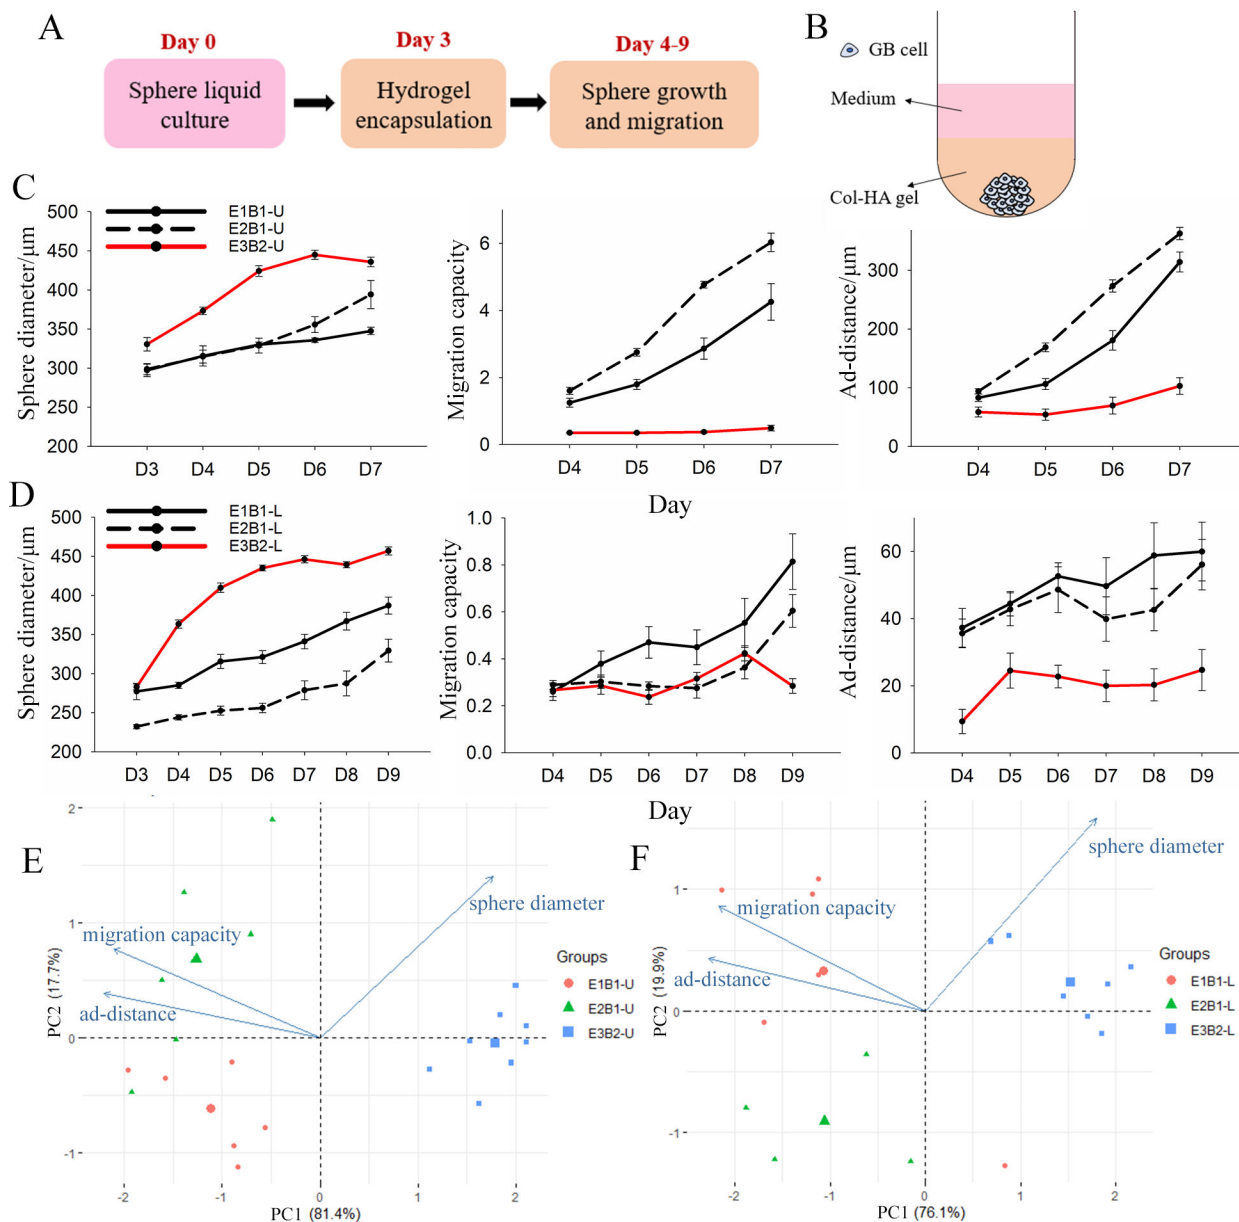 A
Day 0
Day 3
Day 4-9
Sphere liquid
culture
Hydrogel
encapsulation
Sphere growth
and migration
B
GB cell
Medium
Col-HA gel
C
Sphere diameter/μm
500
450
400
350
300
250
200
D3
D4
D5
D6
D7
E1B1-U
E2B1-U
E3B2-U
Migration capacity
6
4
2
0
D4
D5
D6
D7
Ad-distance/μm
300
200
100
0
D4
D5
D6
D7
Day
D
Sphere diameter/μm
500
450
400
350
300
250
200
D3
D4
D5
D6
D7
D8
D9
E1B1-L
E2B1-L
E3B2-L
Migration capacity
1.0
0.8
0.6
0.4
0.2
0.0
D4
D5
D6
D7
D8
D9
Ad-distance/μm
60
40
20
0
D4
D5
D6
D7
D8
D9
Day
E
PC2 (17.7%)
2
1
0
-1
-2
-1
0
1
2
PC1 (81.4%)
sphere diameter
migration capacity
ad-distance
Groups
E1B1-U
E2B1-U
E3B2-U
F
PC2 (19.9%)
1
0
-1
-2
-1
0
1
2
PC1 (76.1%)
sphere diameter
migration capacity
ad-distance
Groups
E1B1-L
E2B1-L
E3B2-L